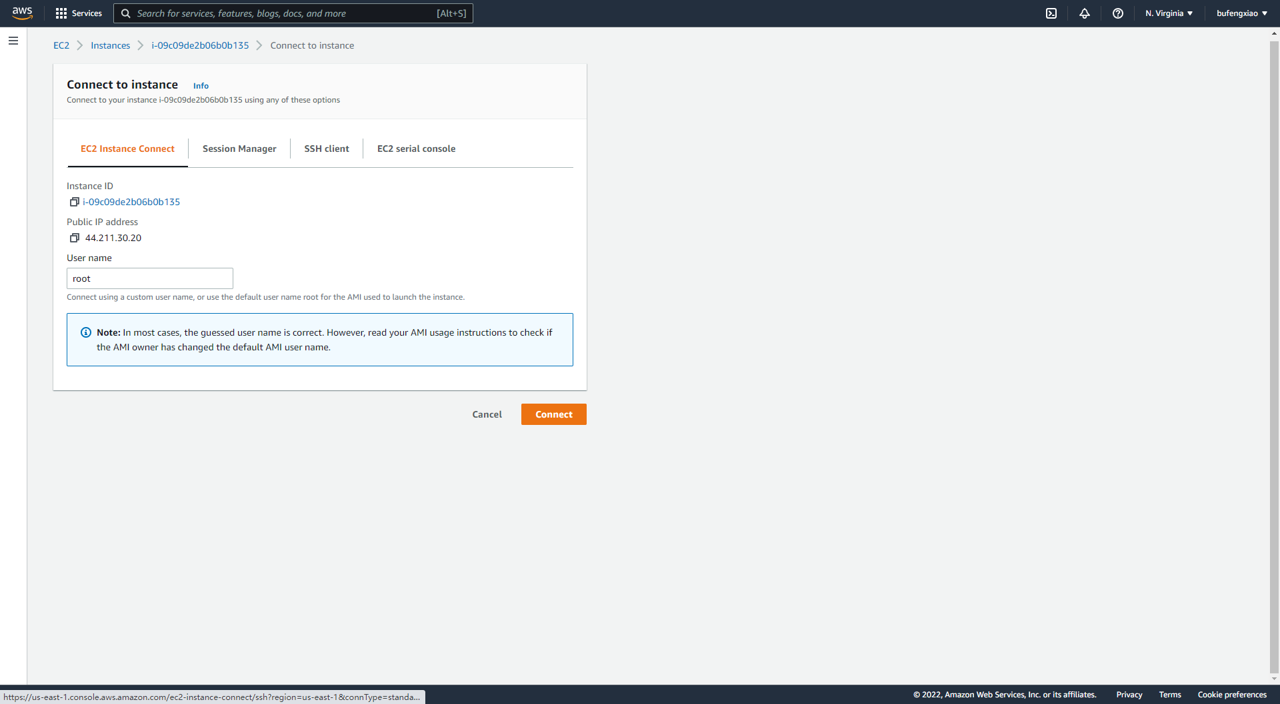 aws
Services
Search for services, features, blogs, docs, and more
[Alt+S]
N. Virginia
bufengxiao
EC2
Instances
i-09c09de2b06b0b135
Connect to instance
Connect to instance
Info
Connect to your instance i-09c09de2b06b0b135 using any of these options
EC2 Instance Connect
Session Manager
SSH client
EC2 serial console
Instance ID
i-09c09de2b06b0b135
Public IP address
44.211.30.20
User name
root
Connect using a custom user name, or use the default user name root for the AMI used to launch the instance.
Note: In most cases, the guessed user name is correct. However, read your AMI usage instructions to check if
the AMI owner has changed the default AMI user name.
Cancel
Connect
https://us-east-1.console.aws.amazon.com/ec2-instance-connect/ssh?region=us-east-1&connType=standa...
© 2022, Amazon Web Services, Inc. or its affiliates.
Privacy
Terms
Cookie preferences